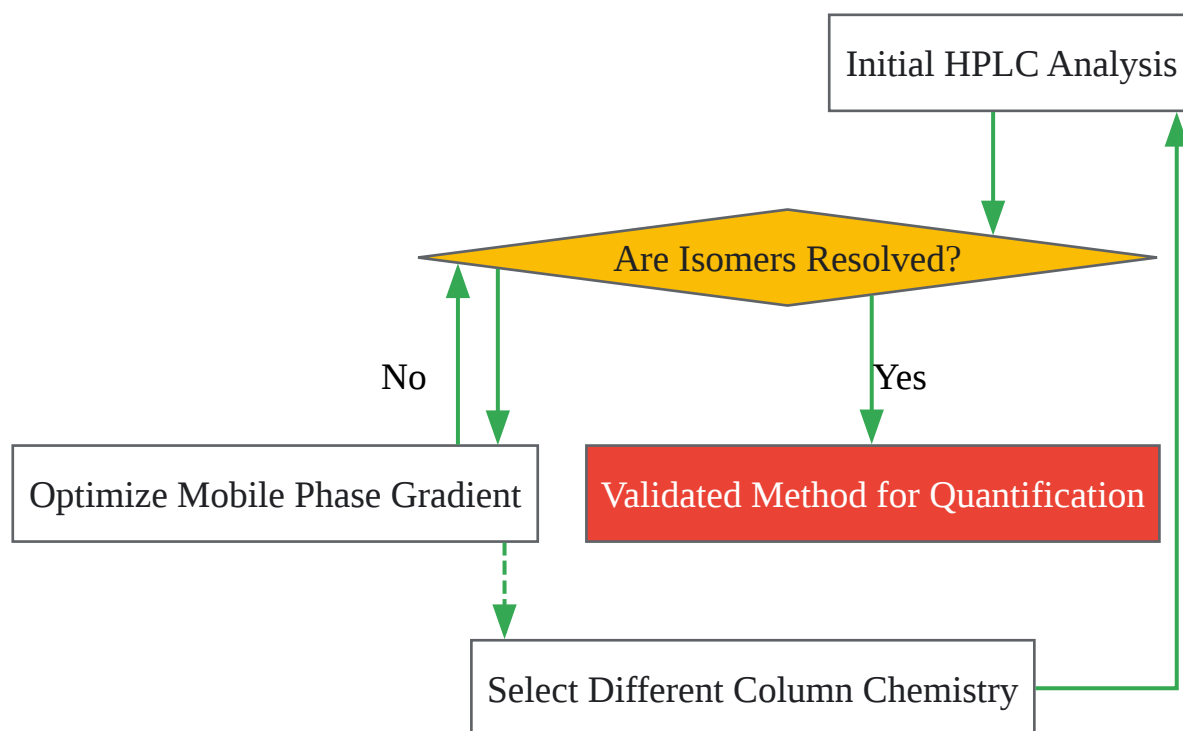 Initial HPLC Analysis
Are Isomers Resolved?
No
Yes
Optimize Mobile Phase Gradient
Validated Method for Quantification
Select Different Column Chemistry